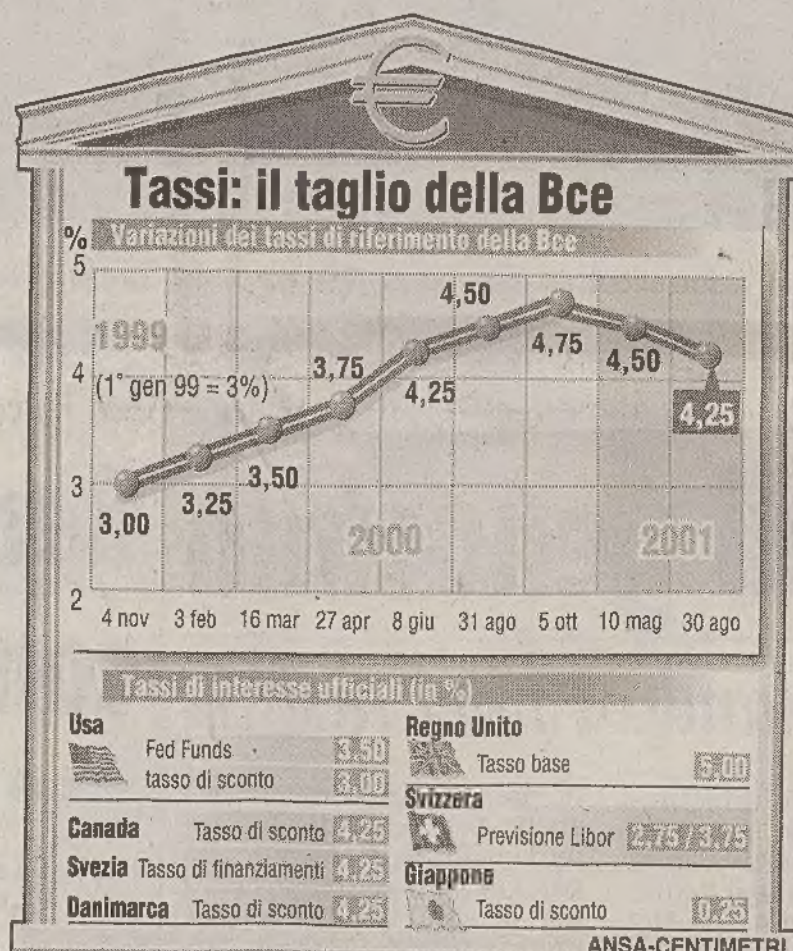 €
Tassi: il taglio della Bce
%
Variazioni dei tassi di riferimento della Bce
5
4
3
2
1999
(1° gen 99 = 3%)
3,00
3,25
3,50
3,75
4,25
4,50
4,75
4,50
4,25
2000
2001
4 nov 3 feb 16 mar 27 apr 8 giu 31 ago 5 ott 10 mag 30 ago
Tassi di interesse ufficiali (in %)
Usa
Fed Funds 3,50
tasso di sconto 3,00
Canada Tasso di sconto 4,25
Svezia Tasso di finanziamenti 4,25
Danimarca Tasso di sconto 4,25
Regno Unito
Tasso base 5,00
Svizzera
Previsione Libor 2,75 / 3,75
Giappone
Tasso di sconto 0,25
ANSA-CENTIMETRI